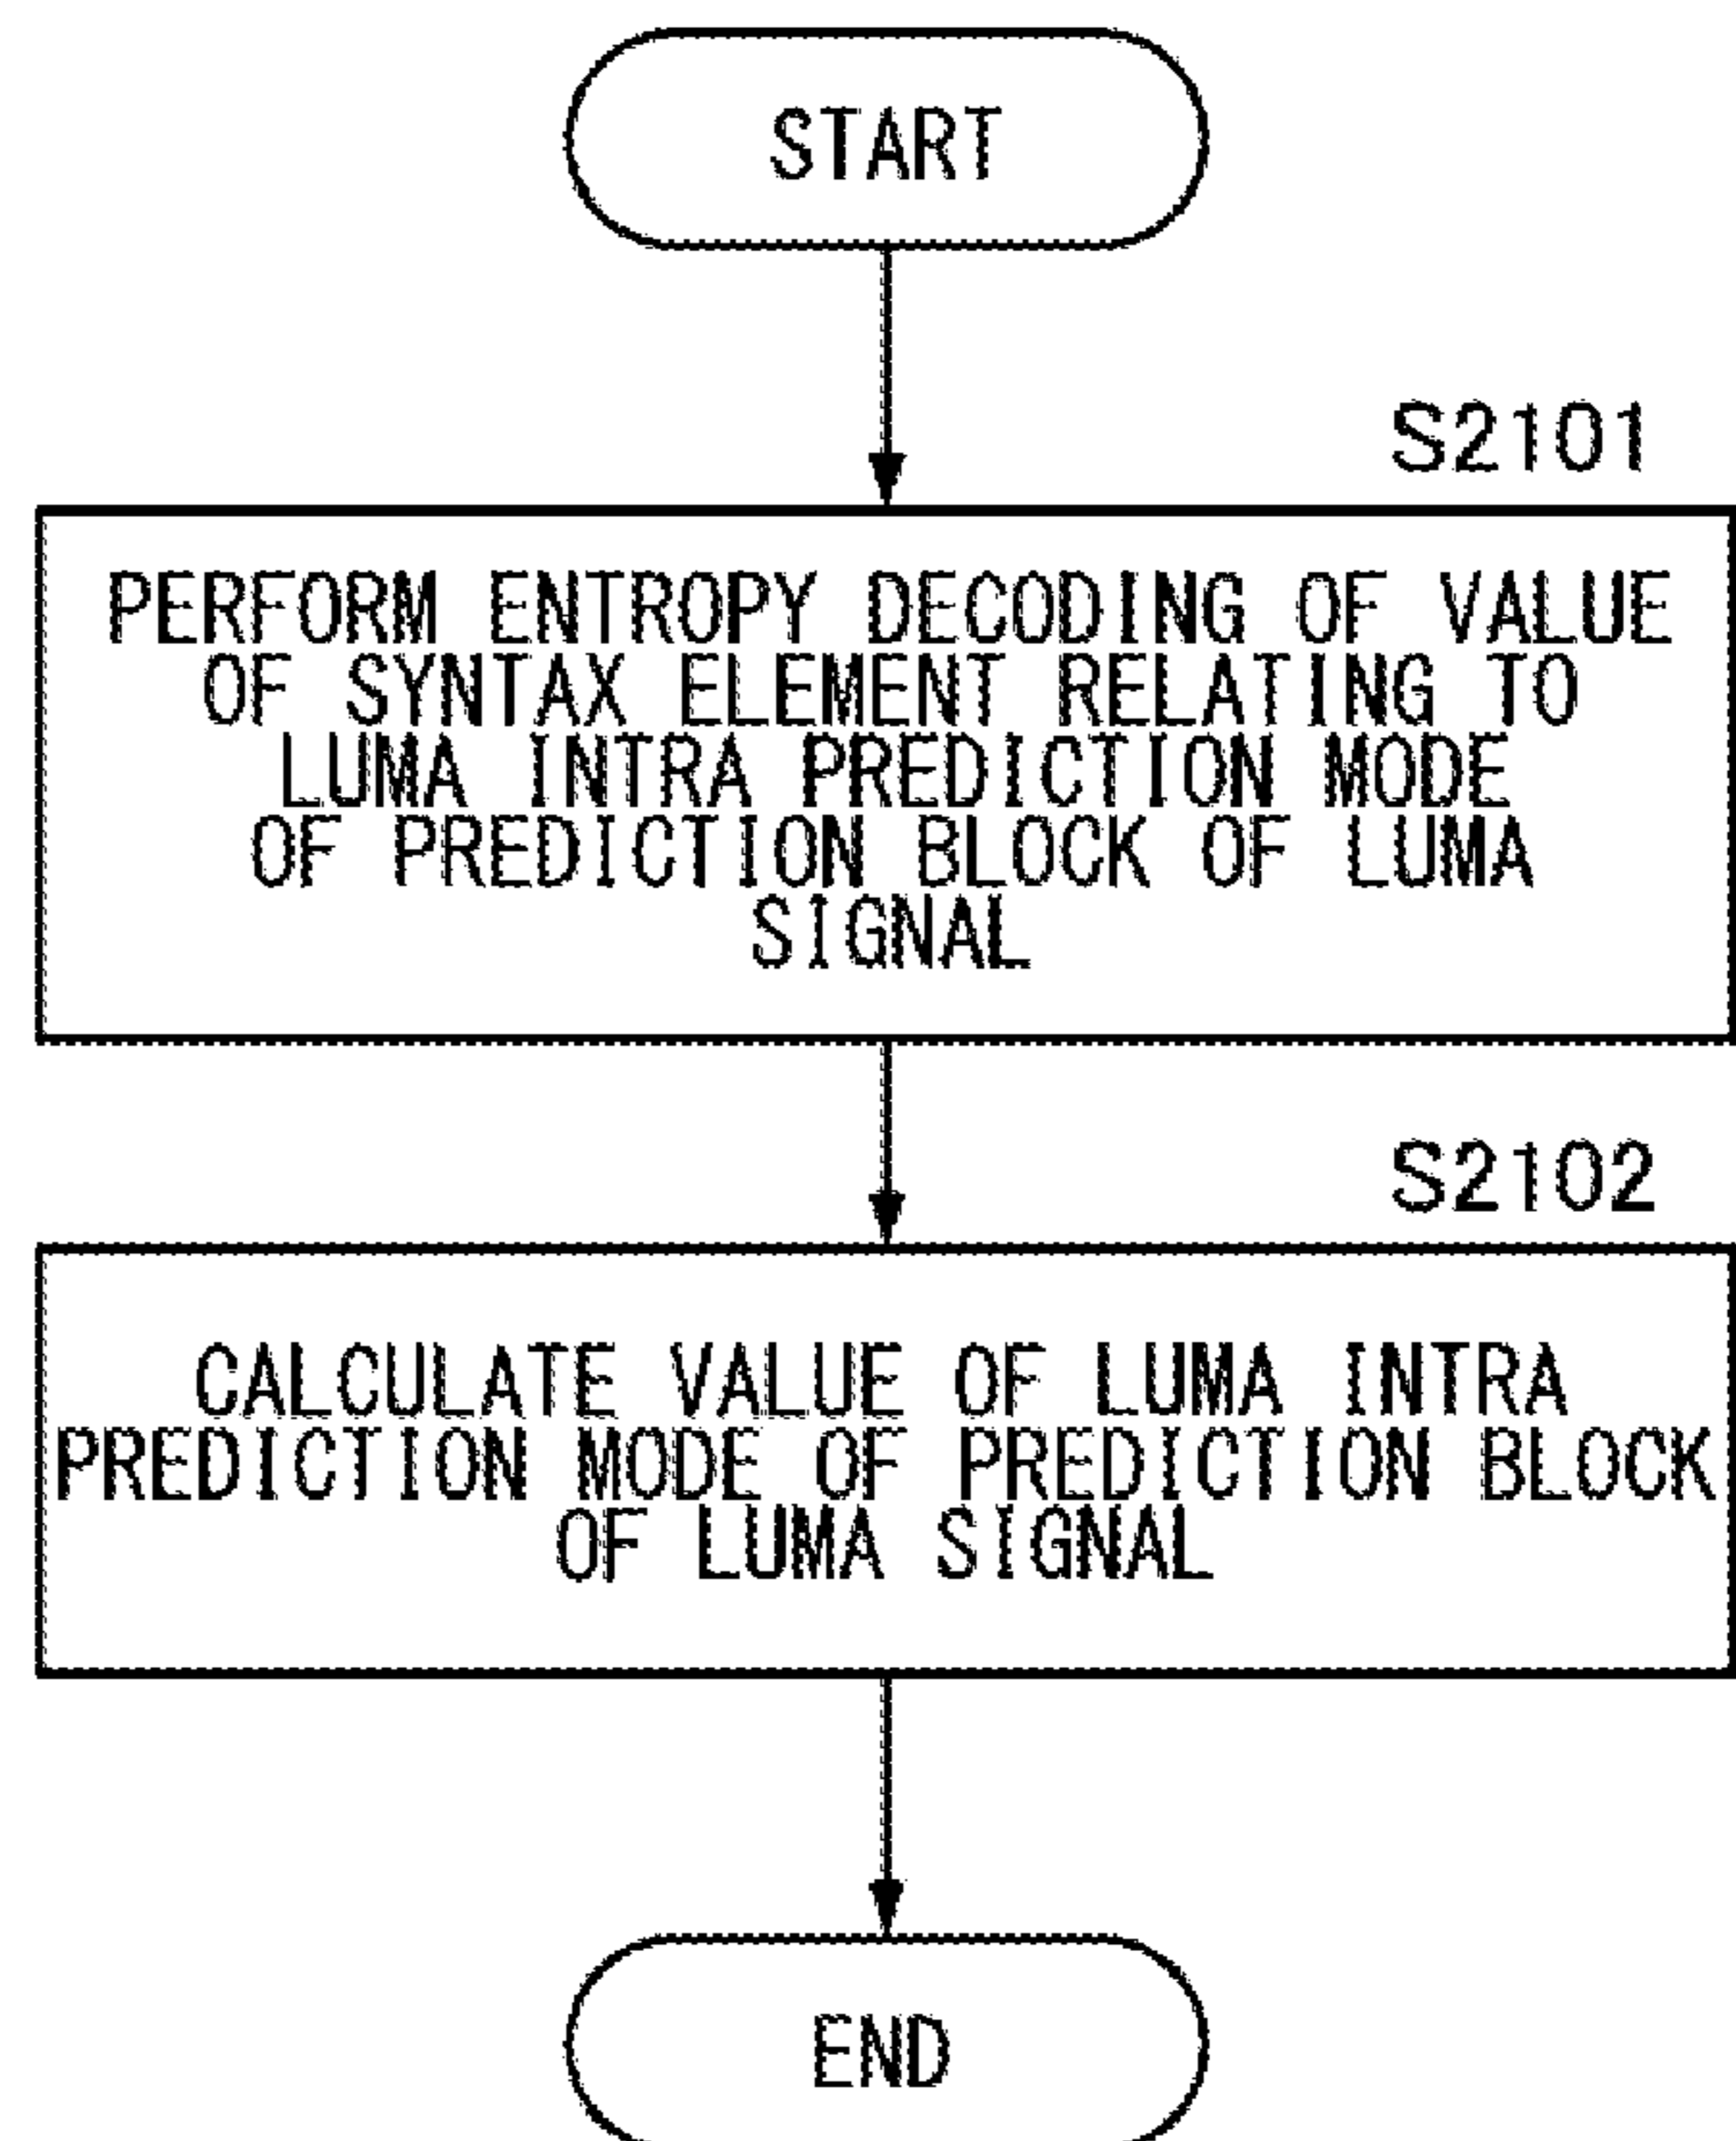 START
S2101
PERFORM ENTROPY DECODING OF VALUE
OF SYNTAX ELEMENT RELATING TO
LUMA INTRA PREDICTION MODE
OF PREDICTION BLOCK OF LUMA
SIGNAL
S2102
CALCULATE VALUE OF LUMA INTRA
PREDICTION MODE OF PREDICTION BLOCK
OF LUMA SIGNAL
END